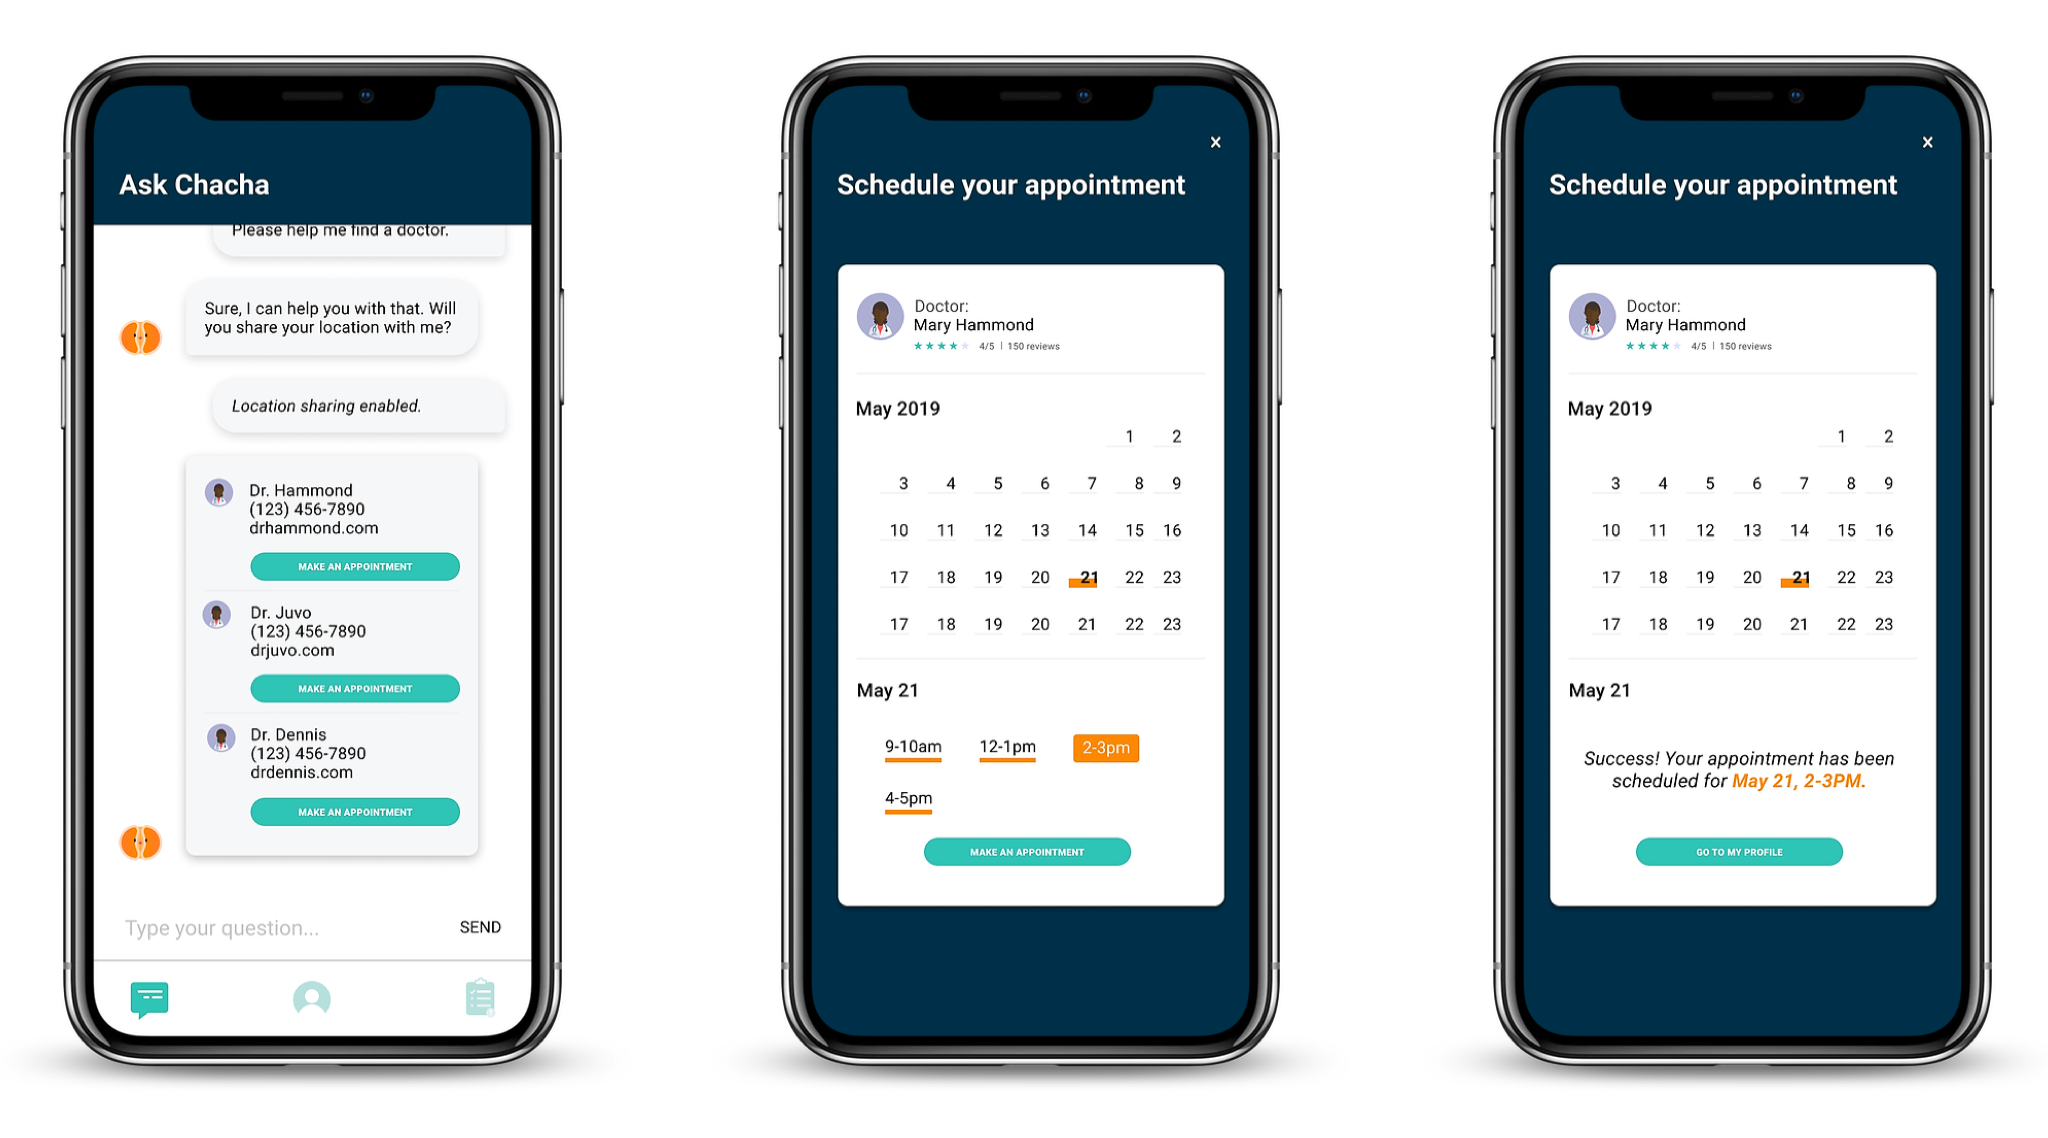 Ask Chacha
Please help me find a doctor.
Sure, I can help you with that. Will
you share your location with me?
Location sharing enabled.
Dr. Hammond
(123) 456-7890
drhammond.com
MAKE AN APPOINTMENT
Dr. Juvo
(123) 456-7890
drjuvo.com
MAKE AN APPOINTMENT
Dr. Dennis
(123) 456-7890
drdennis.com
MAKE AN APPOINTMENT
Type your question...
SEND
x
Schedule your appointment
Doctor:
Mary Hammond
4/5 | 150 reviews
May 2019
1 2
3 4 5 6 7 8 9
10 11 12 13 14 15 16
17 18 19 20 21 22 23
17 18 19 20 21 22 23
May 21
9-10am 12-1pm 2-3pm
4-5pm
MAKE AN APPOINTMENT
x
Schedule your appointment
Doctor:
Mary Hammond
4/5 | 150 reviews
May 2019
1 2
3 4 5 6 7 8 9
10 11 12 13 14 15 16
17 18 19 20 21 22 23
17 18 19 20 21 22 23
May 21
Success! Your appointment has been
scheduled for May 21, 2-3PM.
GO TO MY PROFILE